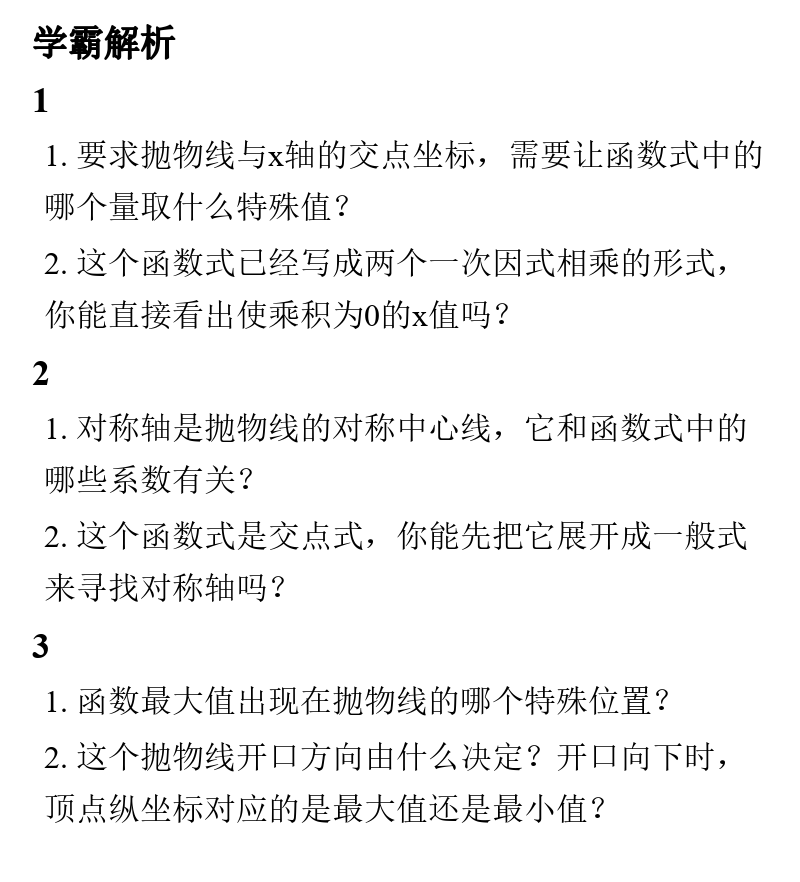 学霸解析
1
1. 要求抛物线与x轴的交点坐标，需要让函数式中的
哪个量取什么特殊值？
2. 这个函数式已经写成两个一次因式相乘的形式，
你能直接看出使乘积为0的x值吗？
2
1. 对称轴是抛物线的对称中心线，它和函数式中的
哪些系数有关？
2. 这个函数式是交点式，你能先把它展开成一般式
来寻找对称轴吗？
3
1. 函数最大值出现在抛物线的哪个特殊位置？
2. 这个抛物线开口方向由什么决定？开口向下时，
顶点纵坐标对应的是最大值还是最小值？